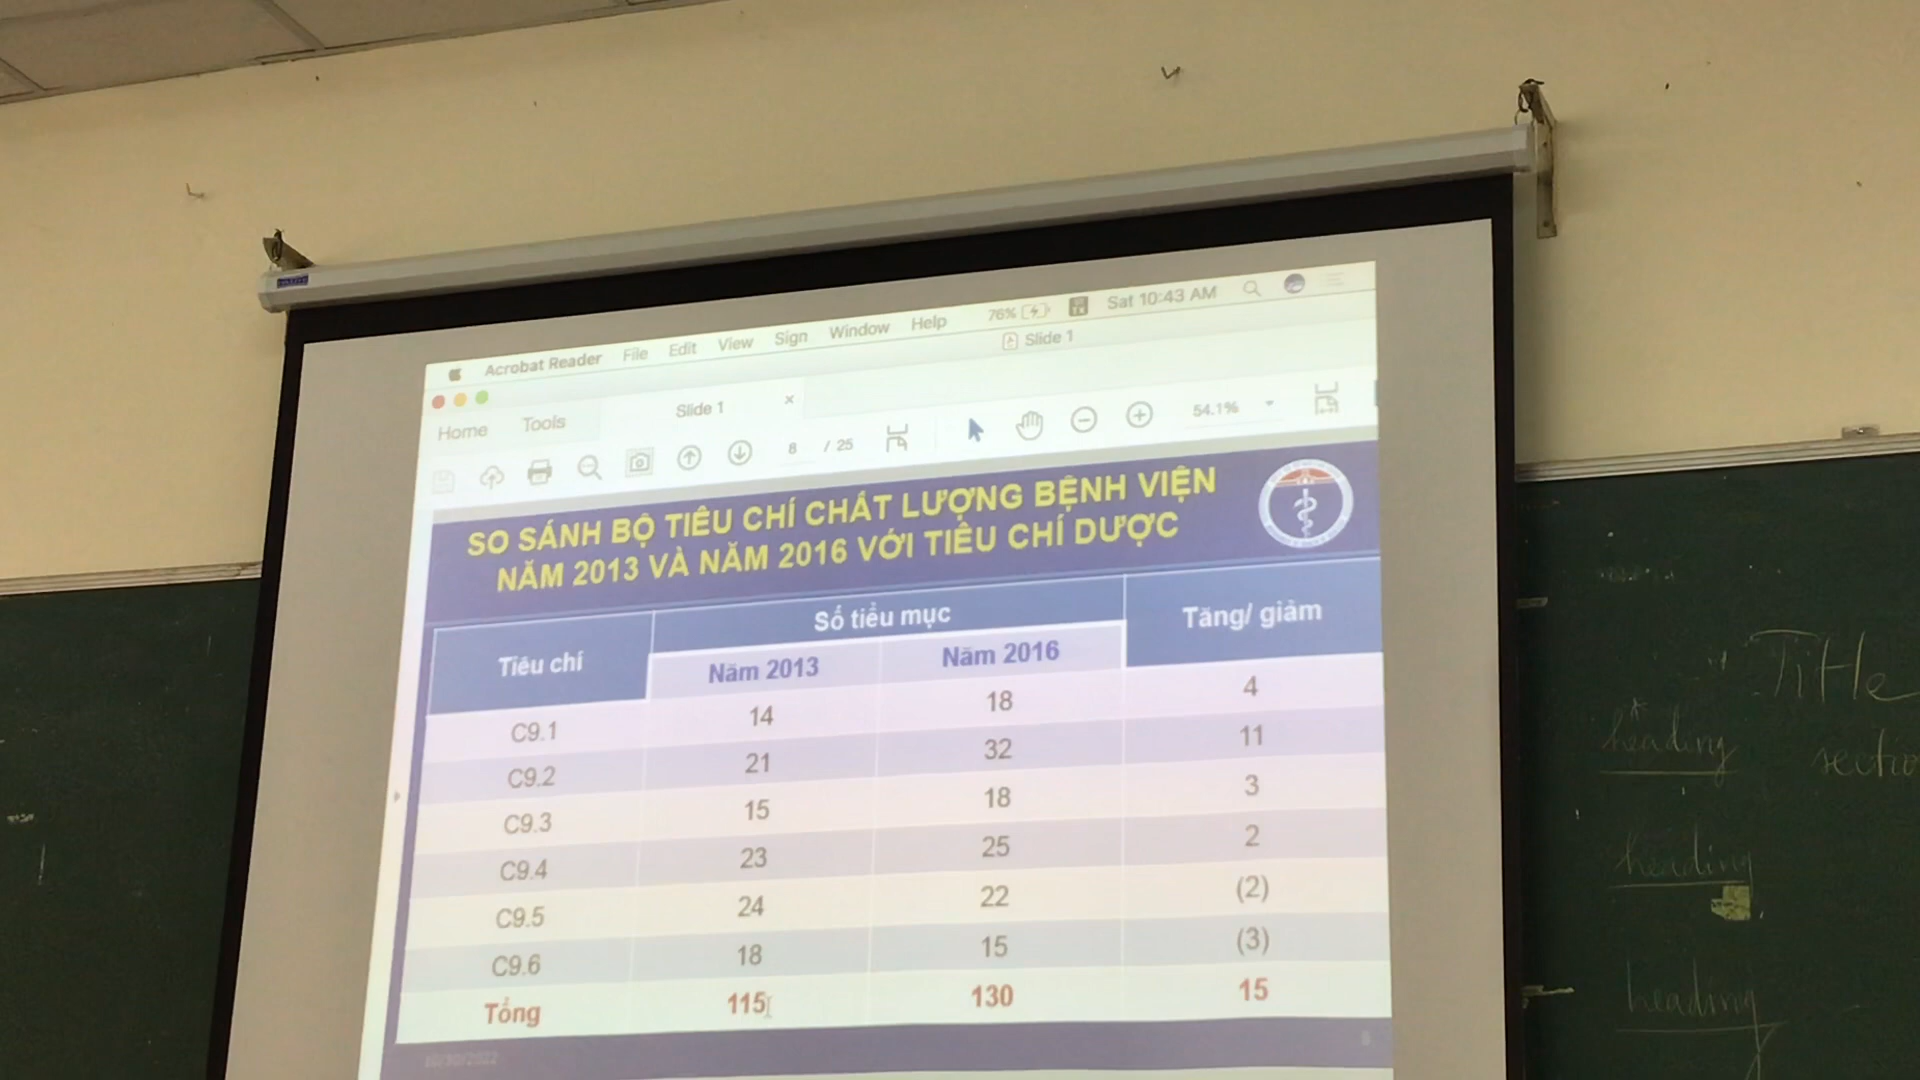 Acrobat Reader File Edit View Sign Window Help 76% Sat 10:43 AM
Slide 1
Home Tools Slide 1 ×
8 / 25 54.1%
SO SÁNH BỘ TIÊU CHÍ CHẤT LƯỢNG BỆNH VIỆN
NĂM 2013 VÀ NĂM 2016 VỚI TIÊU CHÍ DƯỢC
Tiêu chí Số tiểu mục Tăng/ giảm
Năm 2013 Năm 2016
C9.1 14 18 4
C9.2 21 32 11
C9.3 15 18 3
C9.4 23 25 2
C9.5 24 22 (2)
C9.6 18 15 (3)
Tổng 115 130 15
8
Title
heading sectio
heading
heading